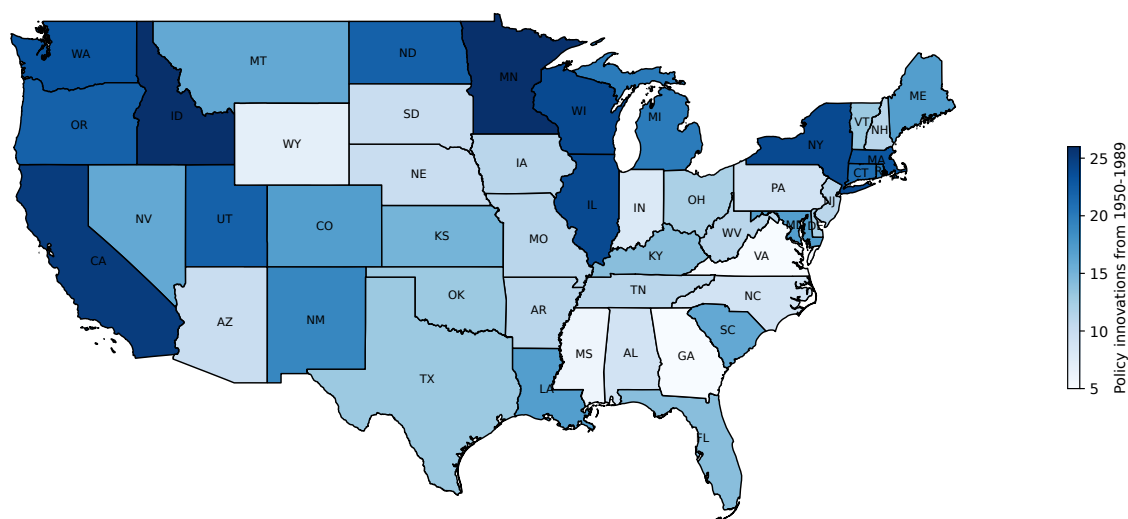 WA
MT
ND
MN
OR
ID
SD
WI
MI
ME
WY
VT
NH
NY
IA
NE
MA
CT
RI
PA
NV
UT
CO
IL
IN
OH
NJ
CA
KS
MO
WV
MD
DE
KY
VA
AZ
NM
OK
AR
TN
NC
SC
MS
AL
GA
TX
LA
FL
25
20
15
10
5
Policy innovations from 1950-1989